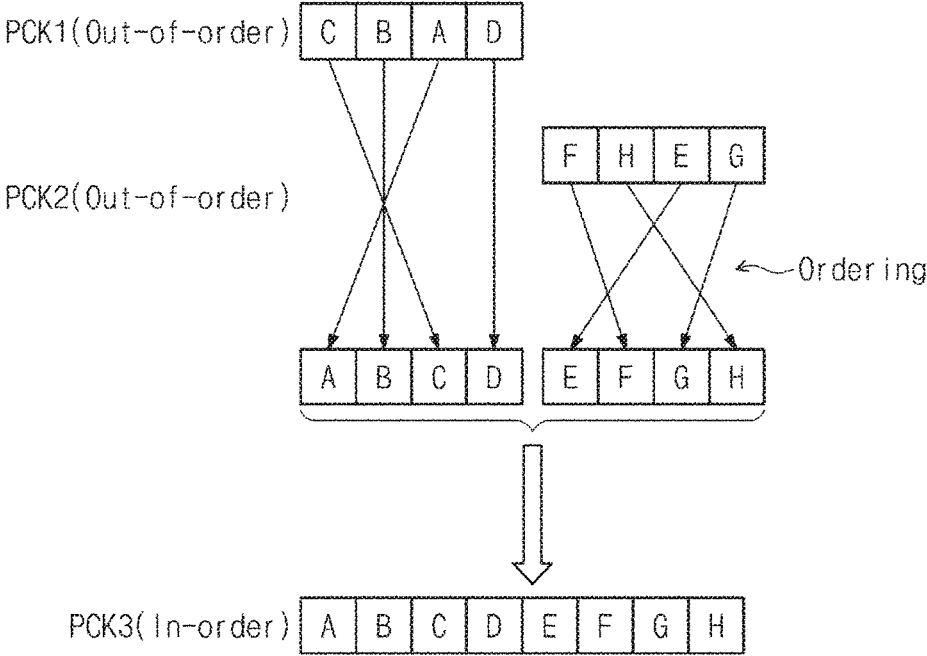 PCK1(Out-of-order) C B A D
F H E G
PCK2(Out-of-order)
Ordering
A B C D E F G H
PCK3(In-order) A B C D E F G H